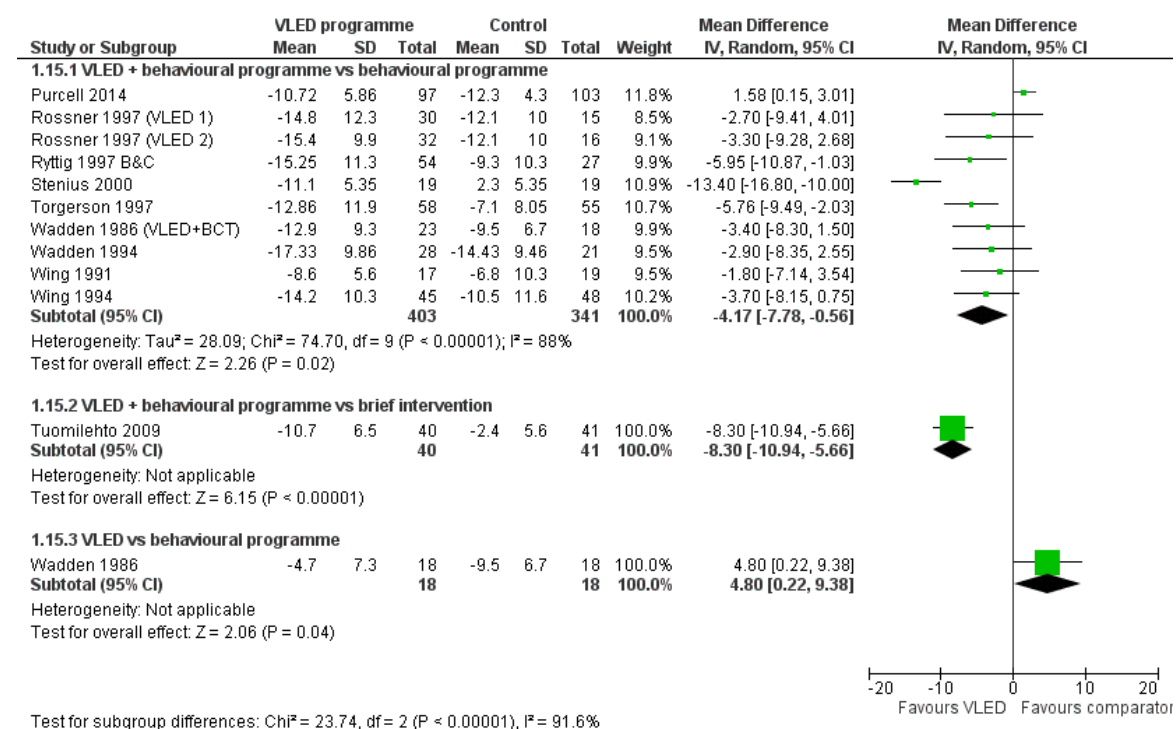 VLED programme Control Mean Difference Mean Difference
Study or Subgroup Mean SD Total Mean SD Total Weight IV, Random, 95% CI IV, Random, 95% CI
1.15.1 VLED + behavioural programme vs behavioural programme
Purcell 2014 -10.72 5.86 97 -12.3 4.3 103 11.8% 1.58 [0.15, 3.01]
Rossner 1997 (VLED 1) -14.8 12.3 30 -12.1 10 15 8.5% -2.70 [-9.41, 4.01]
Rossner 1997 (VLED 2) -15.4 9.9 32 -12.1 10 16 9.1% -3.30 [-9.28, 2.68]
Ryttig 1997 B&C -15.25 11.3 54 -9.3 10.3 27 9.9% -5.95 [-10.87, -1.03]
Stenius 2000 -11.1 5.35 19 2.3 5.35 19 10.9% -13.40 [-16.80, -10.00]
Torgerson 1997 -12.86 11.9 58 -7.1 8.05 55 10.7% -5.76 [-9.49, -2.03]
Wadden 1986 (VLED+BCT) -12.9 9.3 23 -9.5 6.7 18 9.9% -3.40 [-8.30, 1.50]
Wadden 1994 -17.33 9.86 28 -14.43 9.46 21 9.5% -2.90 [-8.35, 2.55]
Wing 1991 -8.6 5.6 17 -6.8 10.3 19 9.5% -1.80 [-7.14, 3.54]
Wing 1994 -14.2 10.3 45 -10.5 11.6 48 10.2% -3.70 [-8.15, 0.75]
Subtotal (95% CI) 403 341 100.0% -4.17 [-7.78, -0.56]
Heterogeneity: Tau² = 28.09; Chi² = 74.70, df = 9 (P < 0.00001); I² = 88%
Test for overall effect: Z = 2.26 (P = 0.02)
1.15.2 VLED + behavioural programme vs brief intervention
Tuomilehto 2009 -10.7 6.5 40 -2.4 5.6 41 100.0% -8.30 [-10.94, -5.66]
Subtotal (95% CI) 40 41 100.0% -8.30 [-10.94, -5.66]
Heterogeneity: Not applicable
Test for overall effect: Z = 6.15 (P < 0.00001)
1.15.3 VLED vs behavioural programme
Wadden 1986 -4.7 7.3 18 -9.5 6.7 18 100.0% 4.80 [0.22, 9.38]
Subtotal (95% CI) 18 18 100.0% 4.80 [0.22, 9.38]
Heterogeneity: Not applicable
Test for overall effect: Z = 2.06 (P = 0.04)
-20 -10 0 10 20
Favours VLED Favours comparator
Test for subgroup differences: Chi² = 23.74, df = 2 (P < 0.00001), I² = 91.6%